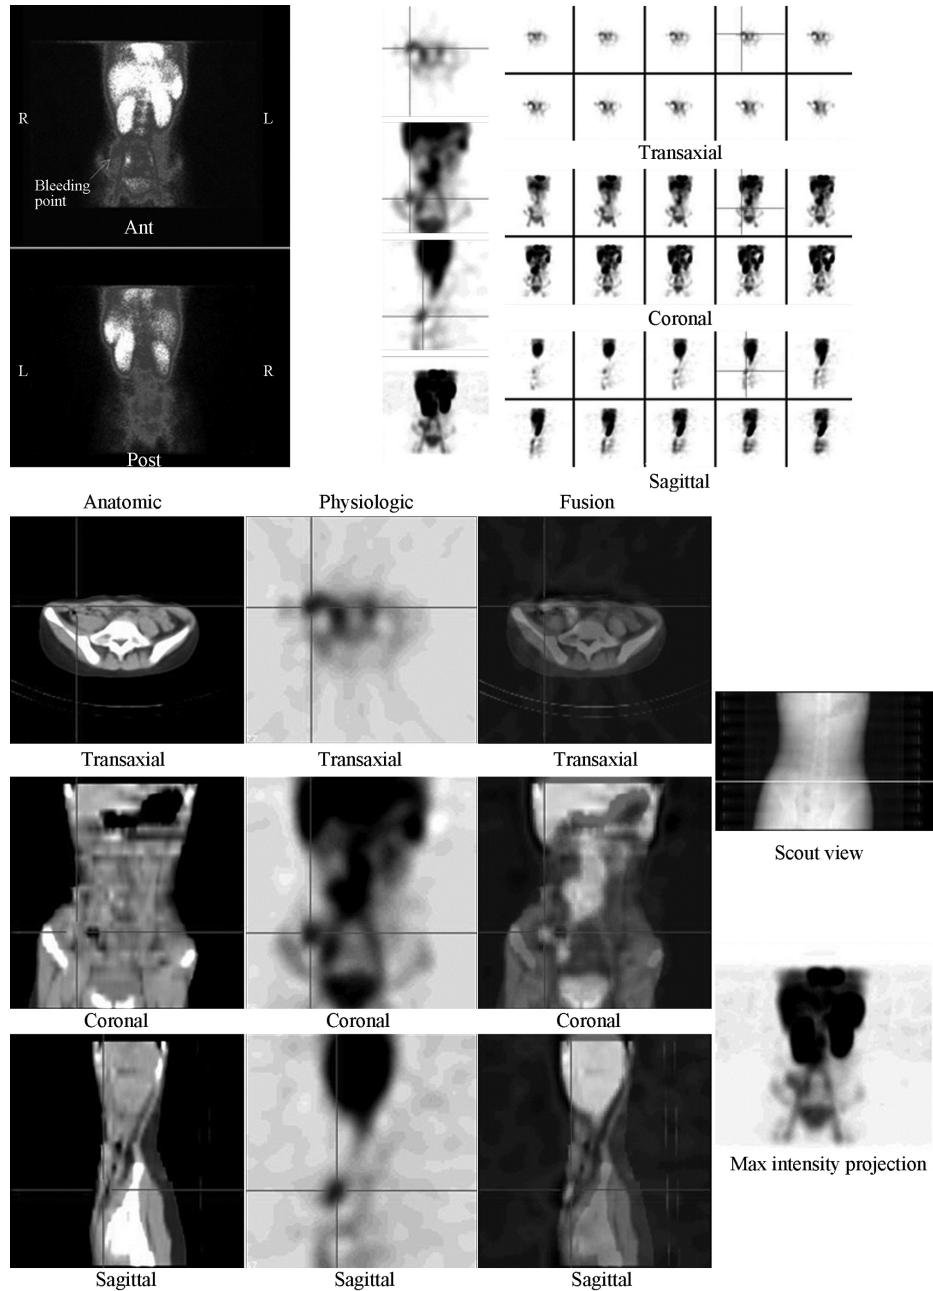 R
L
Bleeding
point
Ant
L
R
Post
Transaxial
Coronal
Sagittal
Anatomic
Physiologic
Fusion
Transaxial
Transaxial
Transaxial
Scout view
Coronal
Coronal
Coronal
Max intensity projection
Sagittal
Sagittal
Sagittal